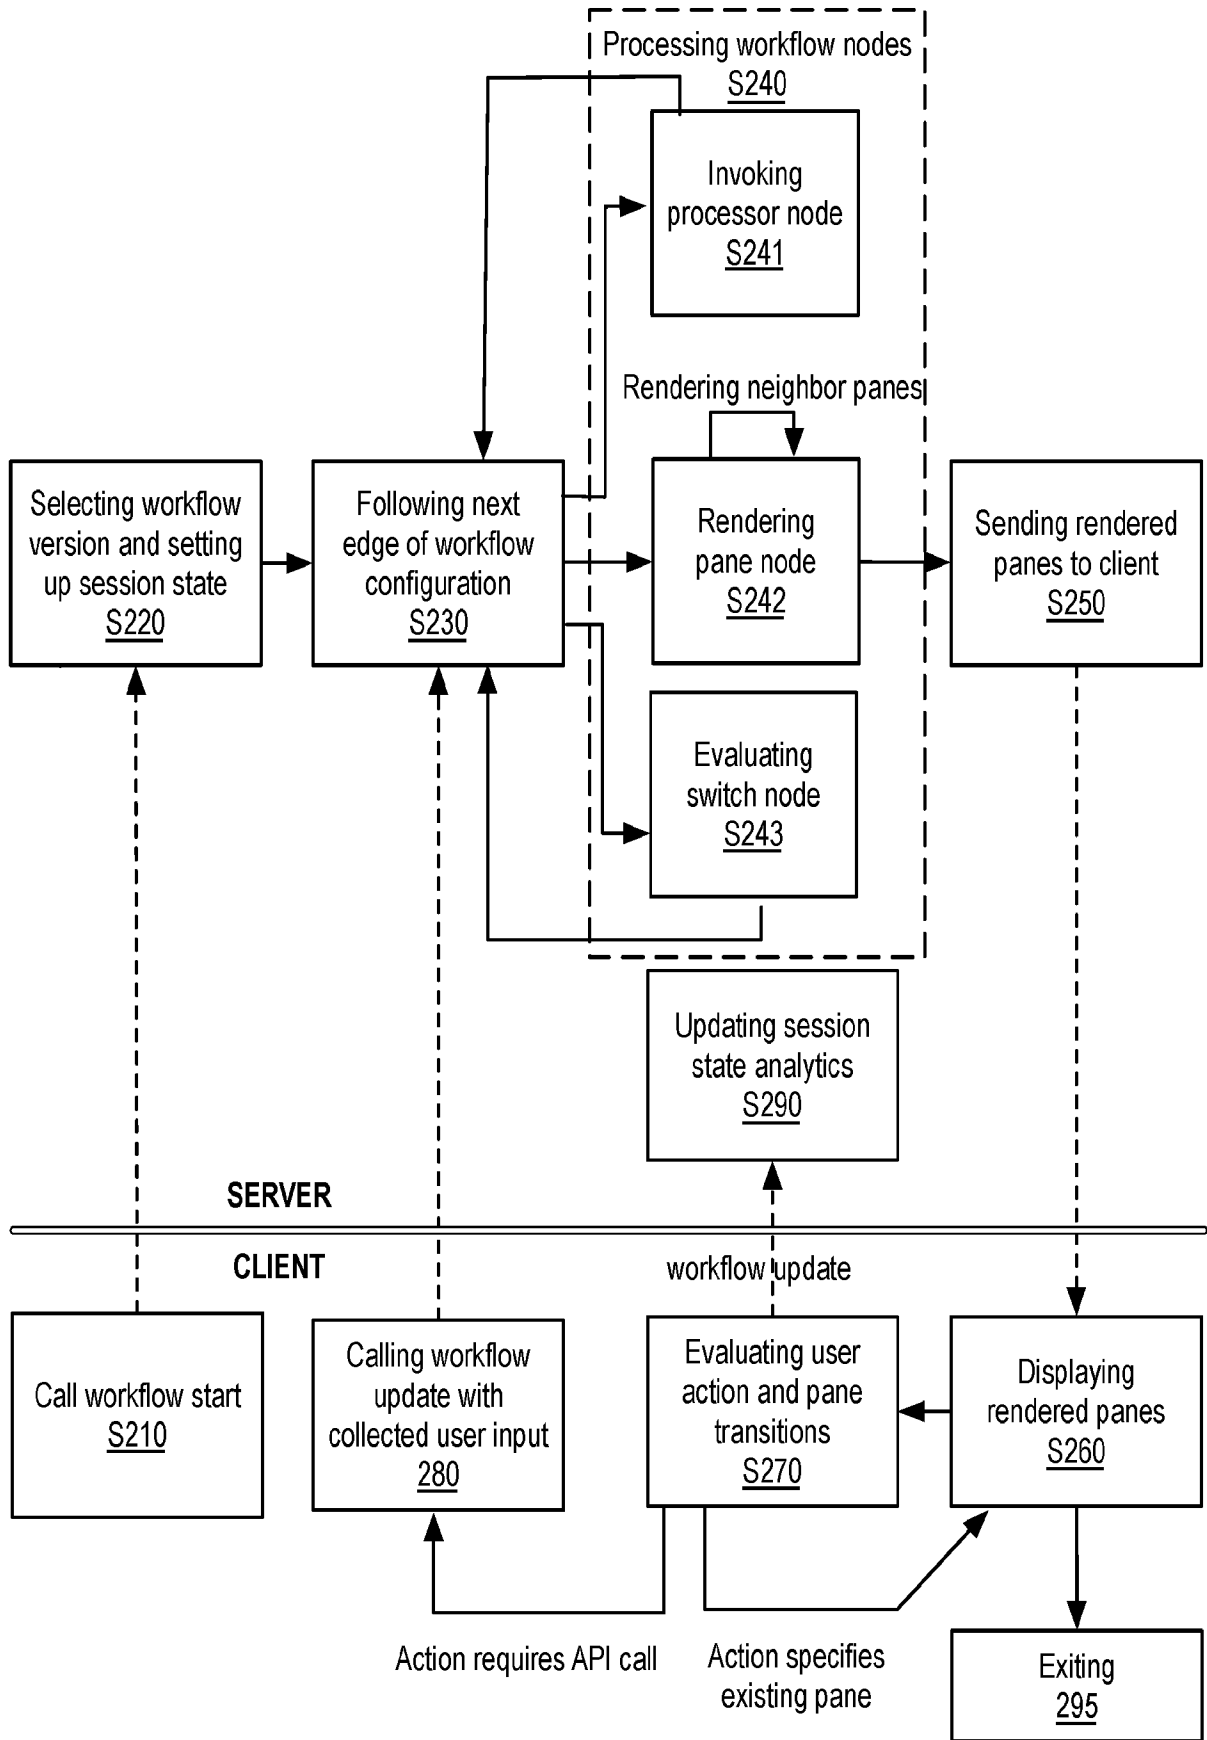 Processing workflow nodes
S240
Invoking
processor node
S241
Rendering neighbor panes
Selecting workflow
version and setting
up session state
S220
Following next
edge of workflow
configuration
S230
Rendering
pane node
S242
Sending rendered
panes to client
S250
Evaluating
switch node
S243
Updating session
state analytics
S290
SERVER
CLIENT
workflow update
Call workflow start
S210
Calling workflow
update with
collected user input
280
Evaluating user
action and pane
transitions
S270
Displaying
rendered panes
S260
Action requires API call
Action specifies
existing pane
Exiting
295